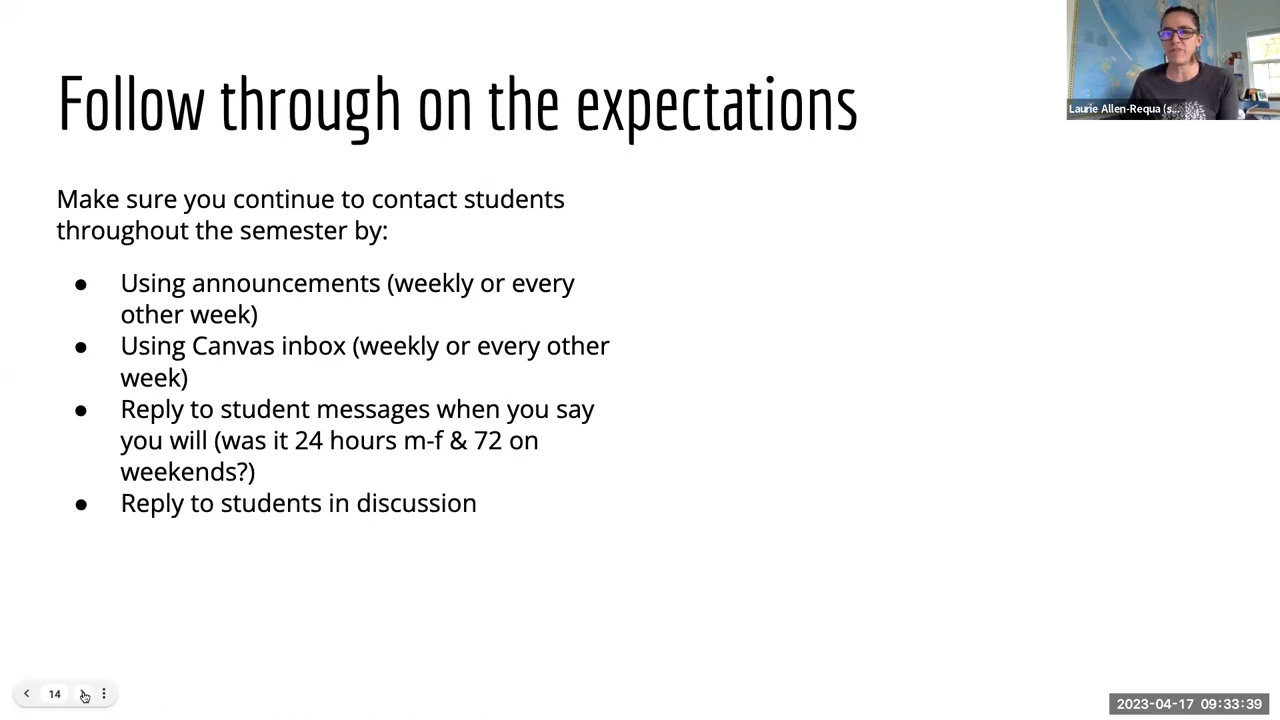 Follow through on the expectations
Laurie Allen-Requa (s...
Make sure you continue to contact students
throughout the semester by:
● Using announcements (weekly or every
other week)
● Using Canvas inbox (weekly or every other
week)
● Reply to student messages when you say
you will (was it 24 hours m-f & 72 on
weekends?)
● Reply to students in discussion
14
2023-04-17 09:33:39